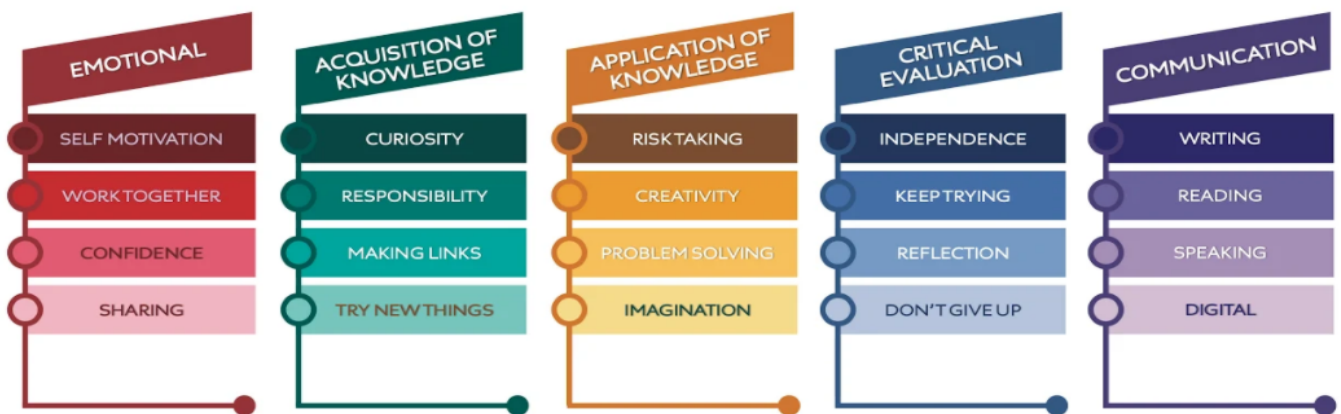 EMOTIONAL
SELF MOTIVATION
WORK TOGETHER
CONFIDENCE
SHARING
ACQUISITION OF
KNOWLEDGE
CURIOSITY
RESPONSIBILITY
MAKING LINKS
TRY NEW THINGS
APPLICATION OF
KNOWLEDGE
RISK TAKING
CREATIVITY
PROBLEM SOLVING
IMAGINATION
CRITICAL
EVALUATION
INDEPENDENCE
KEEP TRYING
REFLECTION
DON'T GIVE UP
COMMUNICATION
WRITING
READING
SPEAKING
DIGITAL